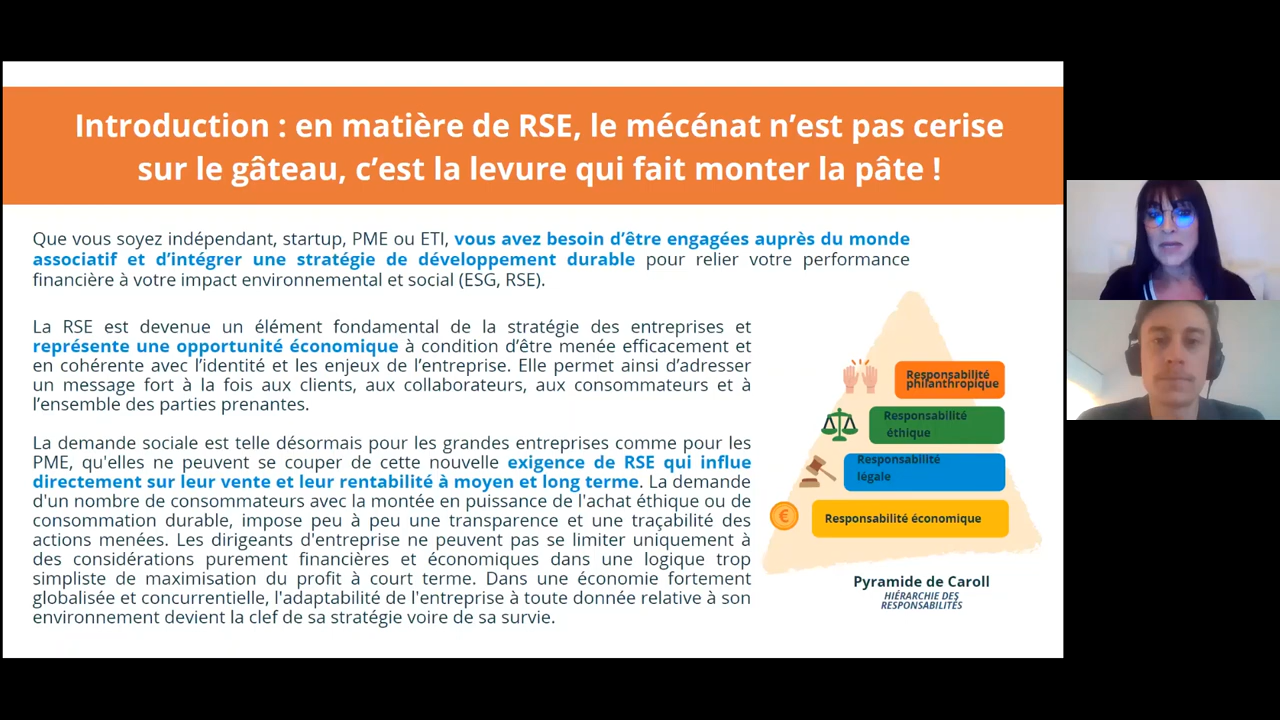 Introduction : en matière de RSE, le mécénat n’est pas cerise
sur le gâteau, c’est la levure qui fait monter la pâte !
Que vous soyez indépendant, startup, PME ou ETI, vous avez besoin d’être engagées auprès du monde
associatif et d’intégrer une stratégie de développement durable pour relier votre performance
financière à votre impact environnemental et social (ESG, RSE).
La RSE est devenue un élément fondamental de la stratégie des entreprises et
représente une opportunité économique à condition d’être menée efficacement et
en cohérente avec l’identité et les enjeux de l’entreprise. Elle permet ainsi d’adresser
un message fort à la fois aux clients, aux collaborateurs, aux consommateurs et à
l’ensemble des parties prenantes.
La demande sociale est telle désormais pour les grandes entreprises comme pour les
PME, qu'elles ne peuvent se couper de cette nouvelle exigence de RSE qui influe
directement sur leur vente et leur rentabilité à moyen et long terme. La demande
d'un nombre de consommateurs avec la montée en puissance de l'achat éthique ou de
consommation durable, impose peu à peu une transparence et une traçabilité des
actions menées. Les dirigeants d'entreprise ne peuvent pas se limiter uniquement à
des considérations purement financières et économiques dans une logique trop
simpliste de maximisation du profit à court terme. Dans une économie fortement
globalisée et concurrentielle, l'adaptabilité de l'entreprise à toute donnée relative à son
environnement devient la clef de sa stratégie voire de sa survie.
Responsabilité
philanthropique
Responsabilité
éthique
Responsabilité
légale
€
Responsabilité économique
Pyramide de Caroll
HIÉRARCHIE DES
RESPONSABILITÉS